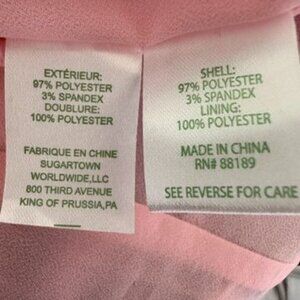 EXTÉRIEUR:
97% POLYESTER
3% SPANDEX
DOUBLURE:
100% POLYESTER
FABRIQUE EN CHINE
SUGARTOWN
WORLDWIDE,LLC
800 THIRD AVENUE
KING OF PRUSSIA,PA
SHELL:
97% POLYESTER
3% SPANDEX
LINING:
100% POLYESTER
MADE IN CHINA
RN# 88189
SEE REVERSE FOR CARE